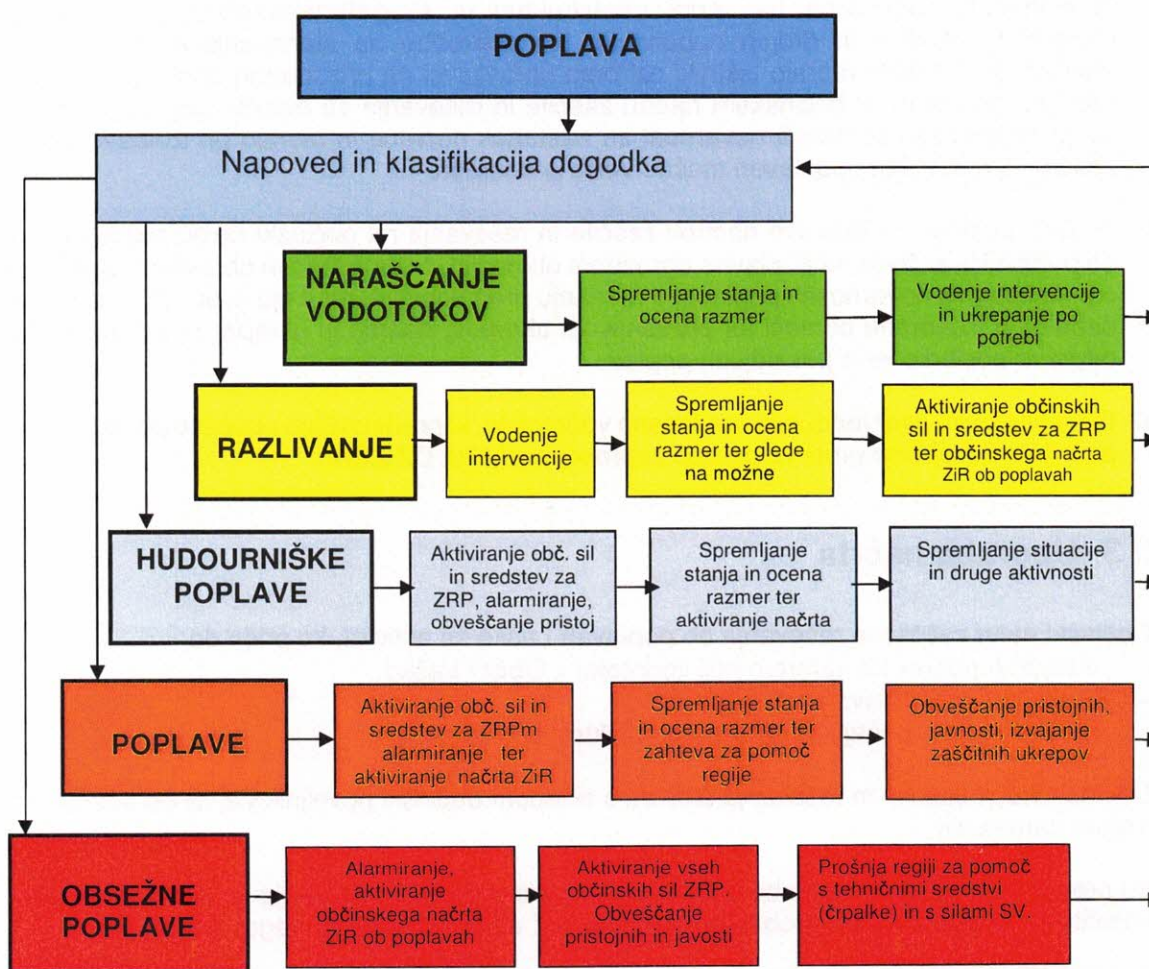 POPLAVA
Napoved in klasifikacija dogodka
NARAŠČANJE
VODOTOKOV
Spremljanje stanja in
ocena razmer
Vodenje intervencije
in ukrepanje po
potrebi
RAZLIVANJE
Vodenje
intervencije
Spremljanje
stanja in ocena
razmer ter glede
na možne
Aktiviranje občinskih
sil in sredstev za ZRP
ter občinskega načrta
ZiR ob poplavah
HUDOURNIŠKE
POPLAVE
Aktiviranje obč. sil
in sredstev za
ZRP, alarmiranje,
obveščanje pristoj
Spremljanje
stanja in ocena
razmer ter
aktiviranje načrta
Spremljanje situacije
in druge aktivnosti
POPLAVE
Aktiviranje obč. sil in
sredstev za ZRPm
alarmiranje ter
aktiviranje načrta ZiR
Spremljanje stanja
in ocena razmer ter
zahteva za pomoč
regije
Obveščanje pristojnih,
javnosti, izvajanje
zaščitnih ukrepov
OBSEŽNE
POPLAVE
Alarmiranje,
aktiviranje
občinskega načrta
ZiR ob poplavah
Aktiviranje vseh
občinskih sil ZRP.
Obveščanje
pristojnih in javosti
Prošnja regiji za pomoč
s tehničnimi sredstvi
(črpalke) in s silami SV.